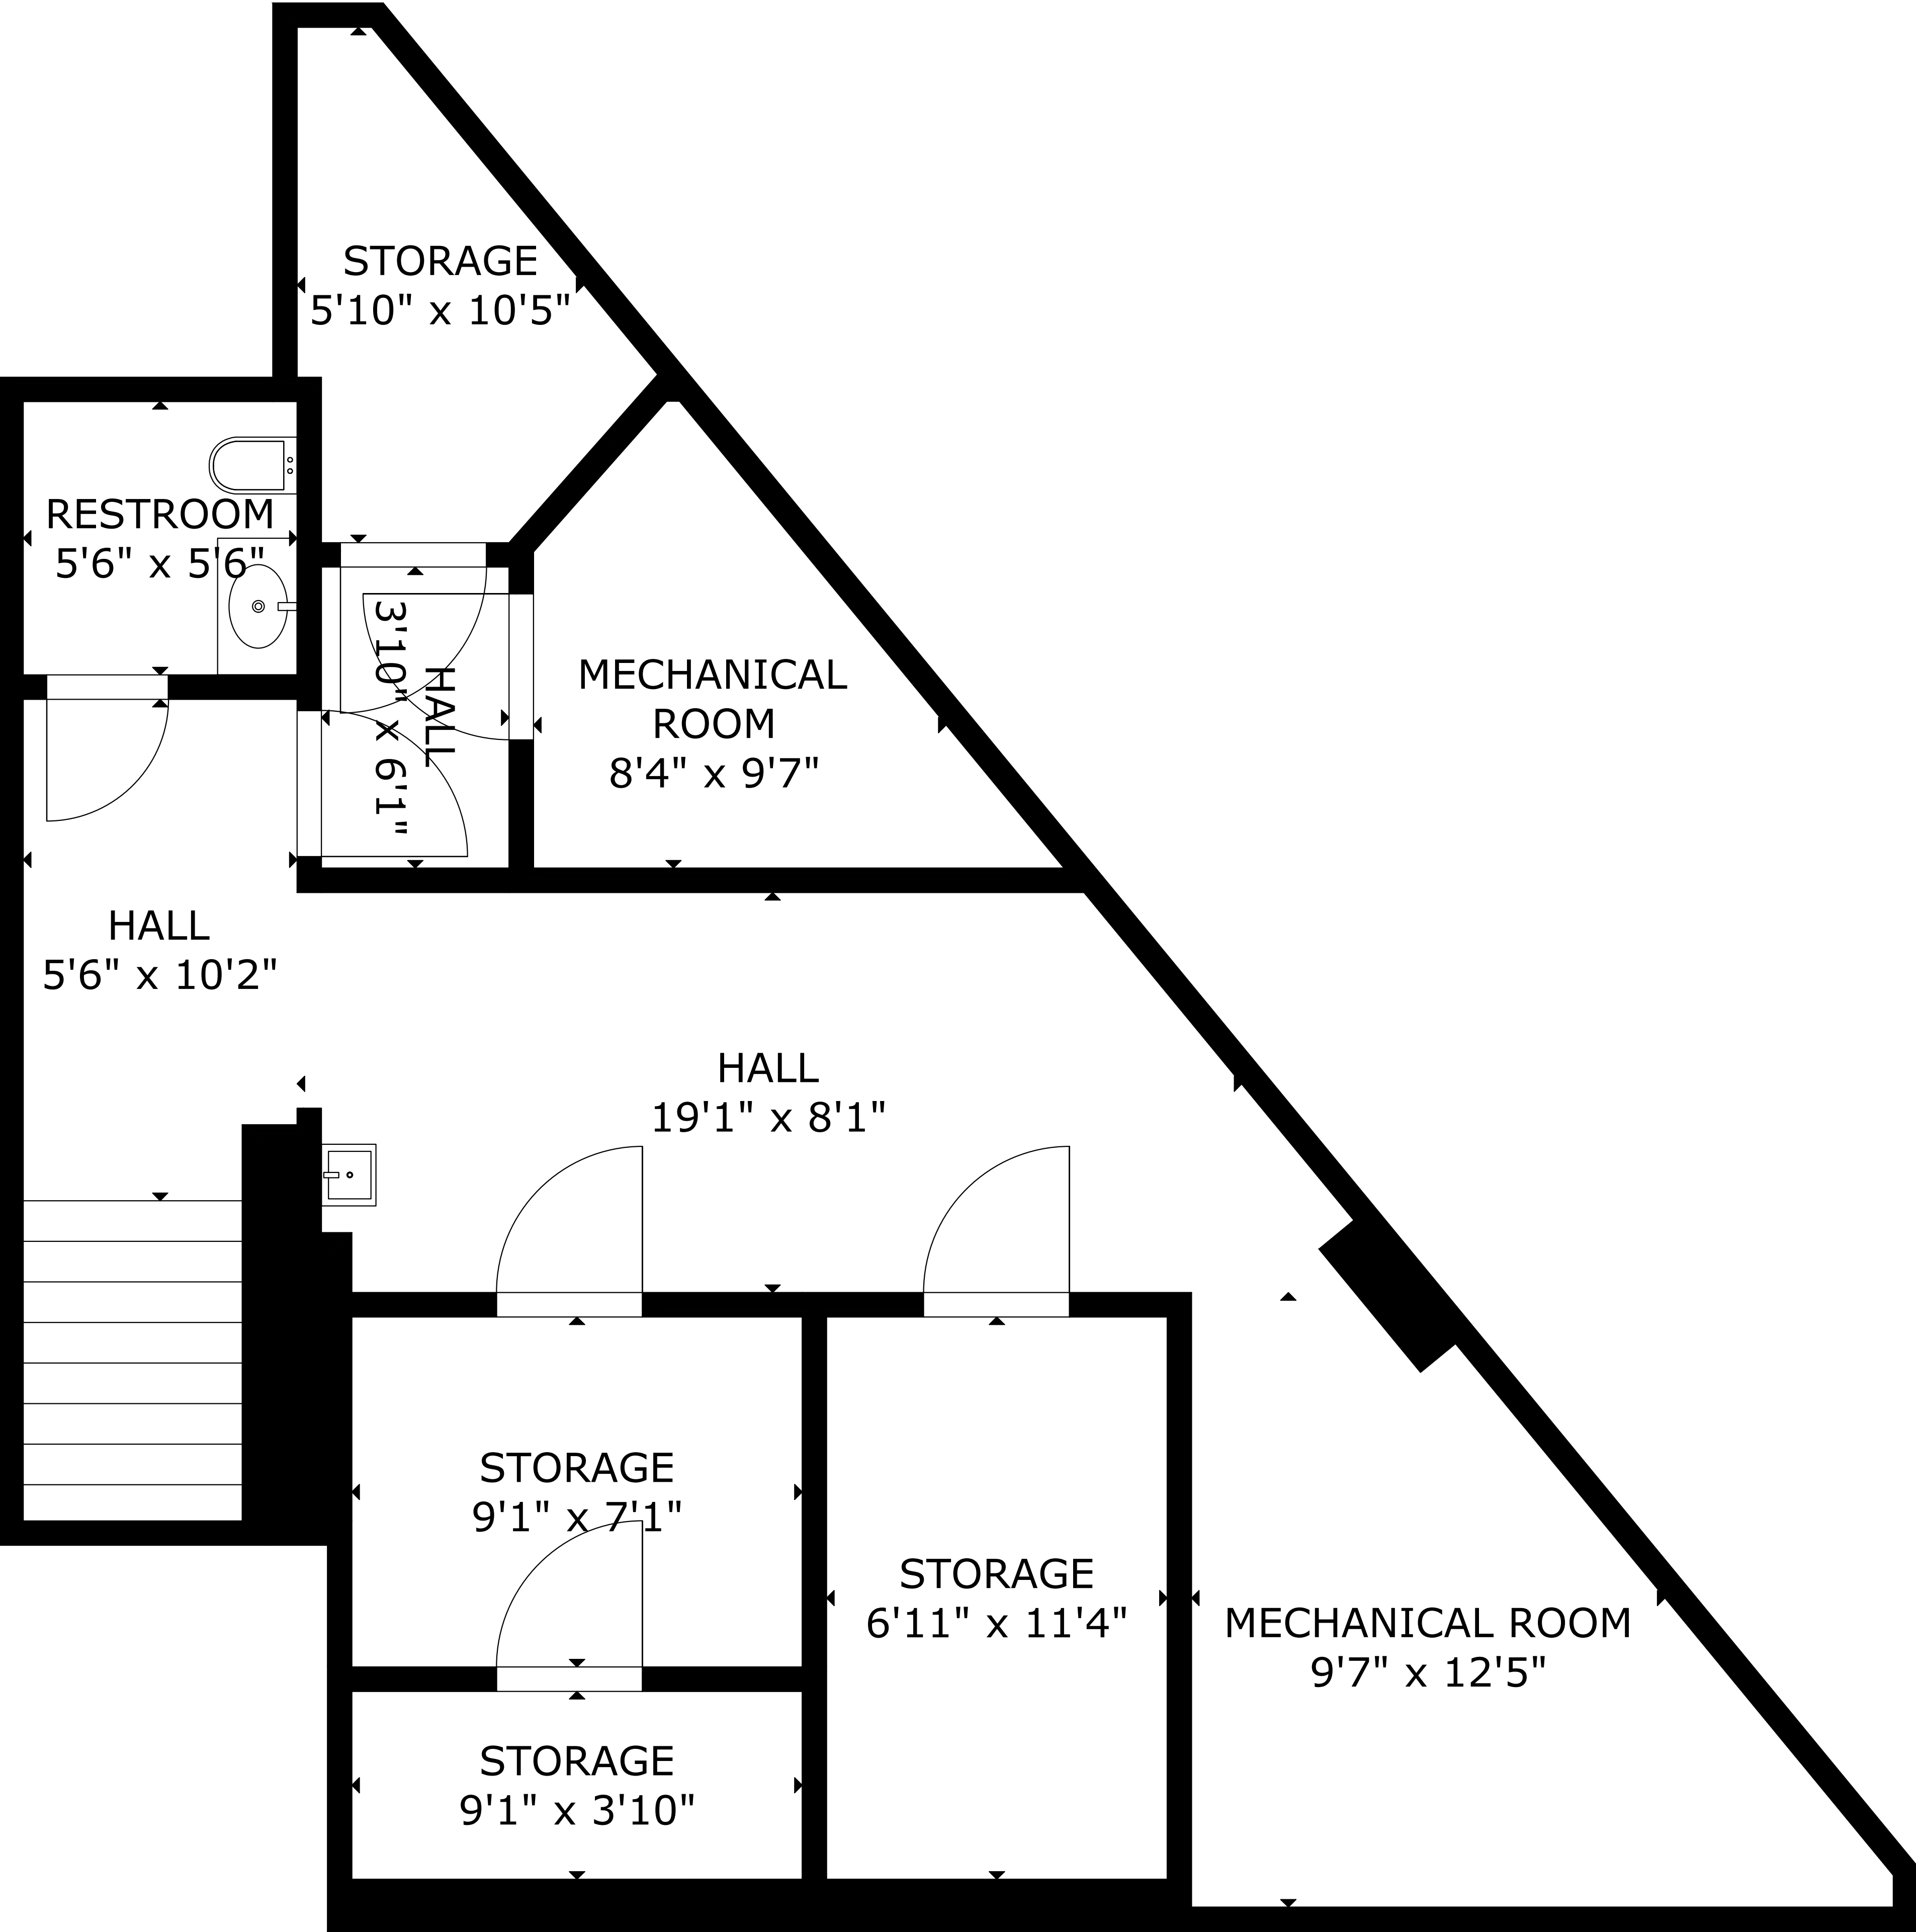 STORAGE
5'10" x 10'5"
RESTROOM
5'6" x 5'6"
HALL
3'10" x 6'1"
MECHANICAL
ROOM
8'4" x 9'7"
HALL
5'6" x 10'2"
HALL
19'1" x 8'1"
STORAGE
9'1" x 7'1"
STORAGE
6'11" x 11'4"
MECHANICAL ROOM
9'7" x 12'5"
STORAGE
9'1" x 3'10"